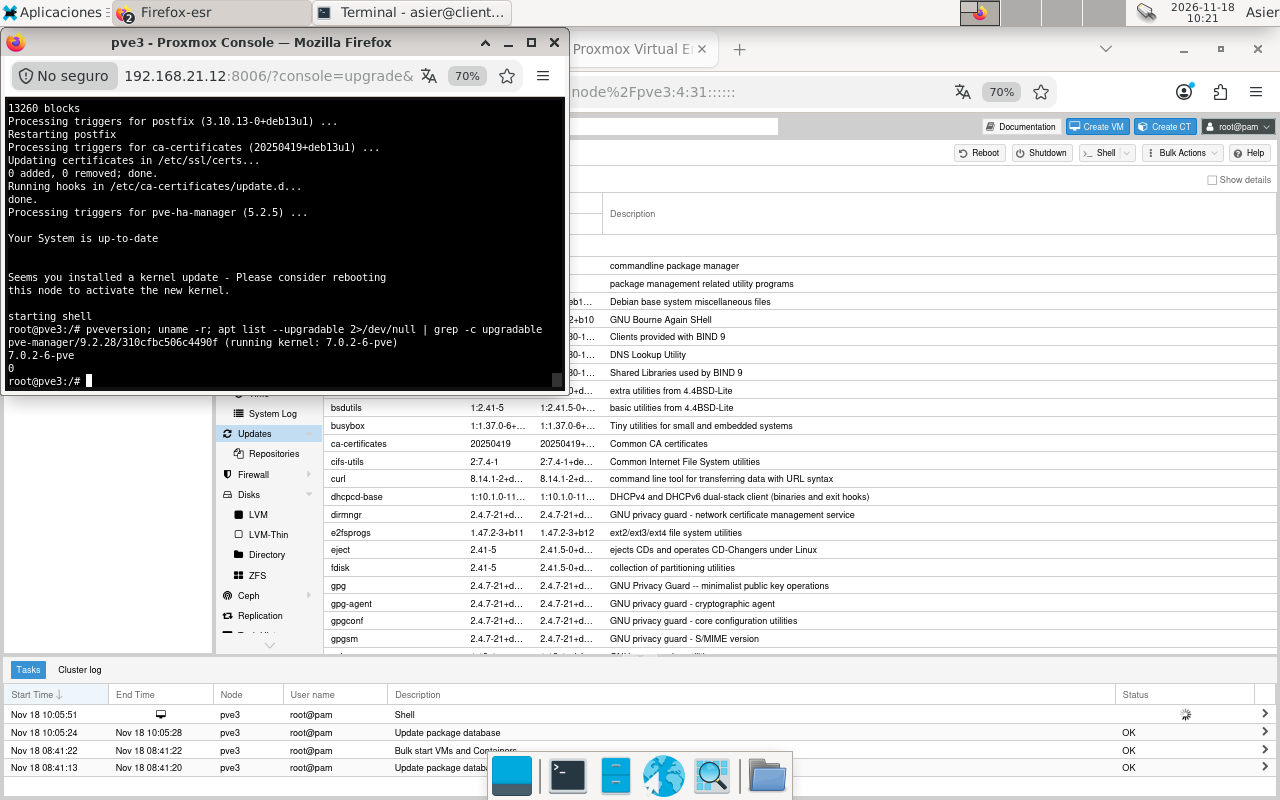 Aplicaciones
2
Firefox-esr
Terminal - asier@client...
2026-11-18
10:21
Asier
pve3 - Proxmox Console — Mozilla Firefox
Proxmox Virtual
No seguro
192.168.21.12:8006/?console=upgrade&
70%
node%2Fpve3:4:31::::::
70%
Documentation
Create VM
Create CT
root@pam
Reboot
Shutdown
Shell
Bulk Actions
Help
Show details
Description
13260 blocks
Processing triggers for postfix (3.10.13-0+deb13u1) ...
Restarting postfix
Processing triggers for ca-certificates (20250419+deb13u1) ...
Updating certificates in /etc/ssl/certs...
0 added, 0 removed; done.
Running hooks in /etc/ca-certificates/update.d...
done.
Processing triggers for pve-ha-manager (5.2.5) ...
Your System is up-to-date
Seems you installed a kernel update - Please consider rebooting
this node to activate the new kernel.
starting shell
root@pve3:/# pveversion; uname -r; apt list --upgradable 2>/dev/null | grep -c upgradable
pve-manager/9.2.28/310cfbc506c4490f (running kernel: 7.0.2-6-pve)
7.0.2-6-pve
0
root@pve3:/#
commandline package manager
package management related utility programs
eb1... Debian base system miscellaneous files
2+b10 GNU Bourne Again SHell
30-1... Clients provided with BIND 9
30-1... DNS Lookup Utility
30-1... Shared Libraries used by BIND 9
0+d... extra utilities from 4.4BSD-Lite
bsdutils 1:2.41-5 1:2.41.5-0+... basic utilities from 4.4BSD-Lite
busybox 1:1.37.0-6+... 1:1.37.0-6+... Tiny utilities for small and embedded systems
ca-certificates 20250419 20250419+... Common CA certificates
cifs-utils 2:7.4-1 2:7.4-1+de... Common Internet File System utilities
curl 8.14.1-2+d... 8.14.1-2+d... command line tool for transferring data with URL syntax
dhcpcd-base 1:10.1.0-11... 1:10.1.0-11... DHCPv4 and DHCPv6 dual-stack client (binaries and exit hooks)
dirmngr 2.4.7-21+d... 2.4.7-21+d... GNU privacy guard - network certificate management service
e2fsprogs 1.47.2-3+b11 1.47.2-3+b12 ext2/ext3/ext4 file system utilities
eject 2.41-5 2.41.5-0+d... ejects CDs and operates CD-Changers under Linux
fdisk 2.41-5 2.41.5-0+d... collection of partitioning utilities
gpg 2.4.7-21+d... 2.4.7-21+d... GNU Privacy Guard -- minimalist public key operations
gpg-agent 2.4.7-21+d... 2.4.7-21+d... GNU privacy guard - cryptographic agent
gpgconf 2.4.7-21+d... 2.4.7-21+d... GNU privacy guard - core configuration utilities
gpgsm 2.4.7-21+d... 2.4.7-21+d... GNU privacy guard - S/MIME version
System Log
Updates
Repositories
Firewall
Disks
LVM
LVM-Thin
Directory
ZFS
Ceph
Replication
Tasks
Cluster log
Start Time End Time Node User name Description Status
Nov 18 10:05:51 pve3 root@pam Shell
Nov 18 10:05:24 Nov 18 10:05:28 pve3 root@pam Update package database OK
Nov 18 08:41:22 Nov 18 08:41:22 pve3 root@pam Bulk start VMs and Containers OK
Nov 18 08:41:13 Nov 18 08:41:20 pve3 root@pam Update package datab OK